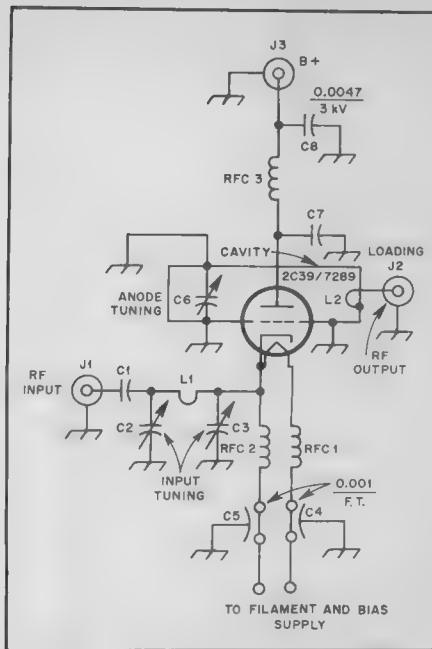 J3
B+
0.0047
3 kV
C8
RFC 3
C7
CAVITY
2C39/7289
LOADING
J2
L2
ANODE
TUNING
C6
RF
OUTPUT
RF
INPUT
J1
C1
L1
C2
C3
INPUT
TUNING
RFC 2
RFC 1
0.001
F.T.
C5
C4
TO FILAMENT AND BIAS
SUPPLY